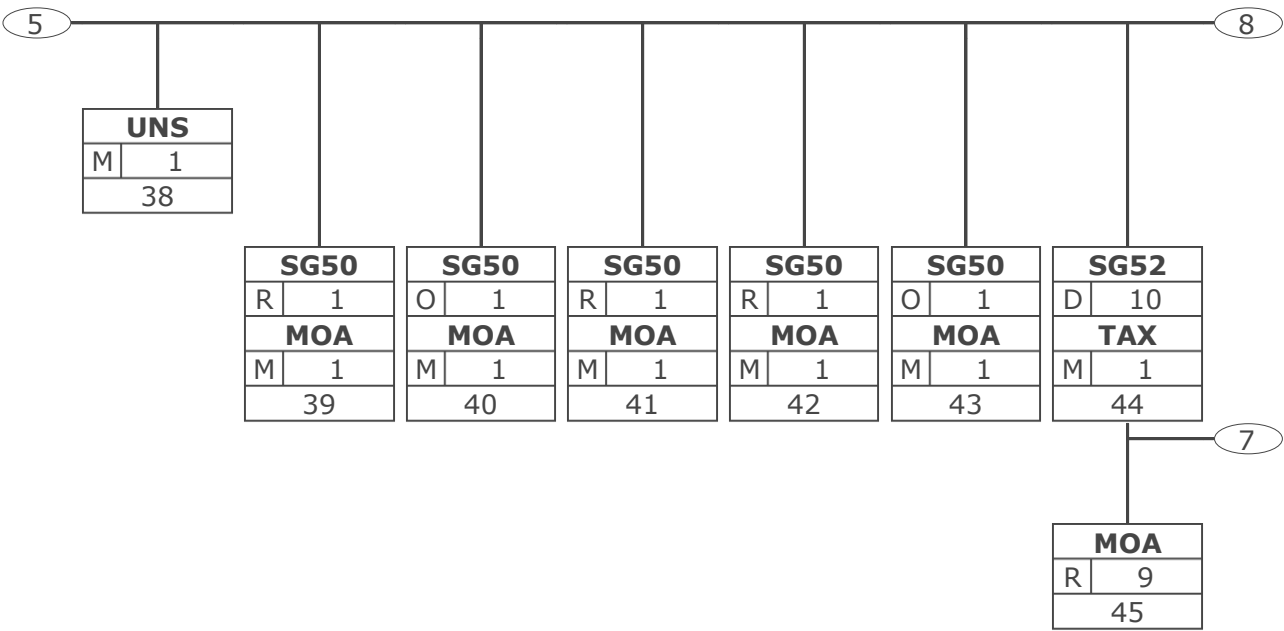 5 8
UNS
M 1
38
SG50 SG50 SG50 SG50 SG50 SG52
R 1 O 1 R 1 R 1 O 1 D 10
MOA MOA MOA MOA MOA TAX
M 1 M 1 M 1 M 1 M 1 M 1
39 40 41 42 43 44
7
MOA
R 9
45